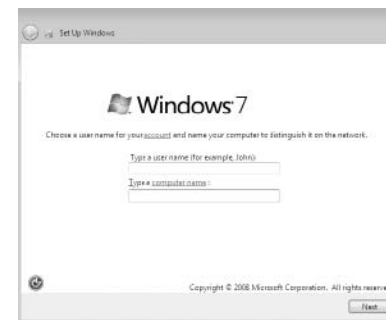 Set Up Windows
Windows 7
Choose a user name for your account and name your computer to distinguish it on the network.
Type a user name (for example, John):
Type a computer name :
Copyright © 2008 Microsoft Corporation. All rights reserve
Next